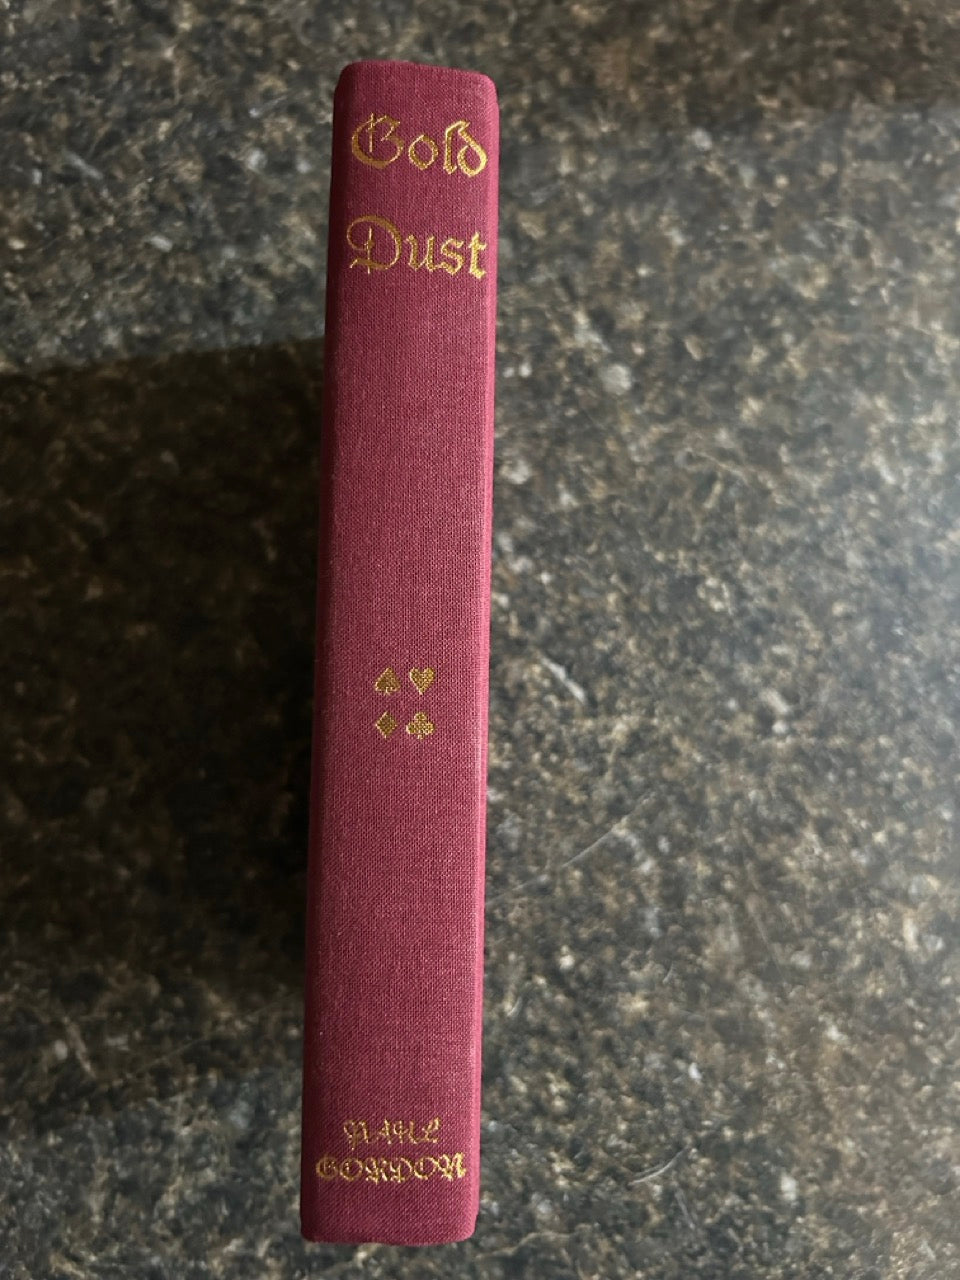 Gold
Dust
♠ ♥
♦ ♣
PAUL
GORDON